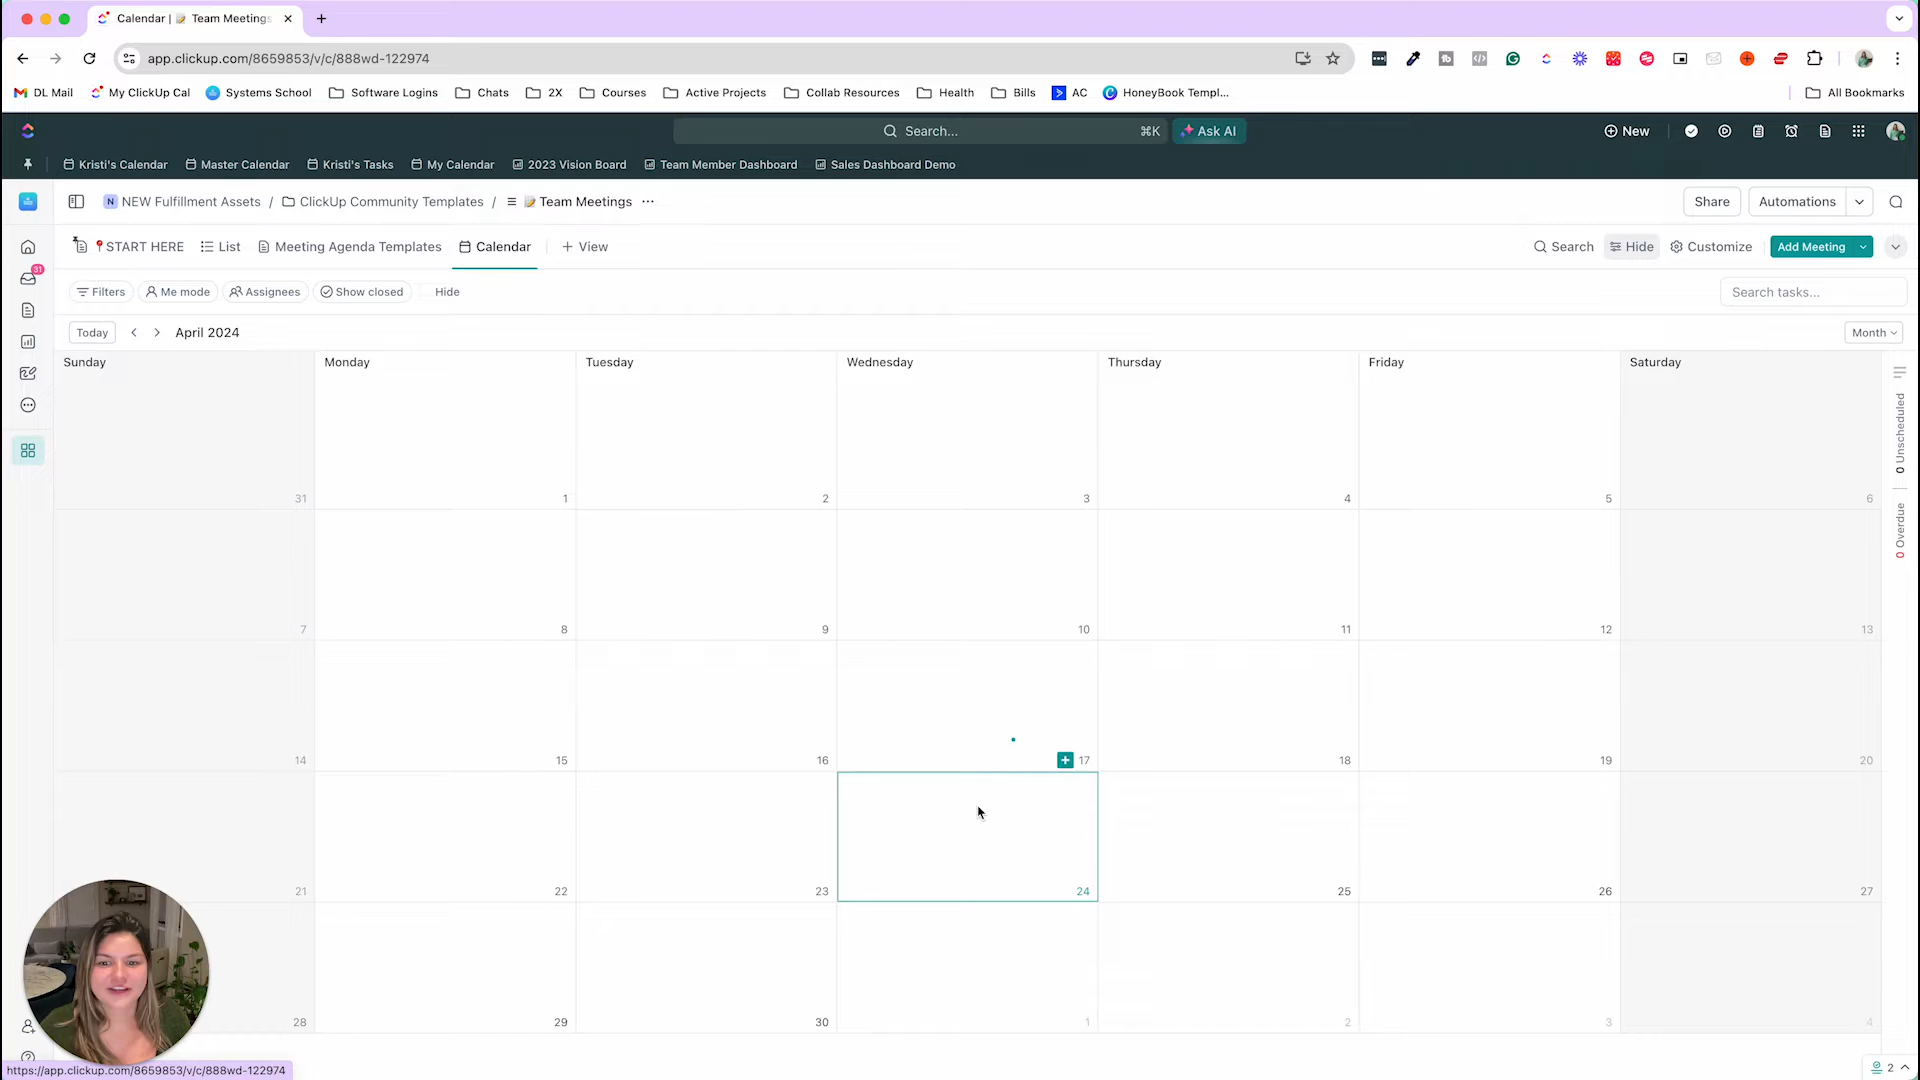 Calendar | 📝 Team Meetings
app.clickup.com/8659853/v/c/888wd-122974
DL Mail My ClickUp Cal Systems School Software Logins Chats 2X Courses Active Projects Collab Resources Health Bills AC HoneyBook Templ... All Bookmarks
Search... ⌘K Ask AI New
Kristi's Calendar Master Calendar Kristi's Tasks My Calendar 2023 Vision Board Team Member Dashboard Sales Dashboard Demo
N NEW Fulfillment Assets / ClickUp Community Templates / 📝 Team Meetings ... Share Automations
📍START HERE List Meeting Agenda Templates Calendar + View Search Hide Customize Add Meeting
31
Filters Me mode Assignees Show closed Hide Search tasks...
Today < > April 2024 Month
Sunday Monday Tuesday Wednesday Thursday Friday Saturday
0 Unscheduled
31 1 2 3 4 5 6
0 Overdue
7 8 9 10 11 12 13
14 15 16 + 17 18 19 20
21 22 23 24 25 26 27
28 29 30 1 2 3 4
https://app.clickup.com/8659853/v/c/888wd-122974 2